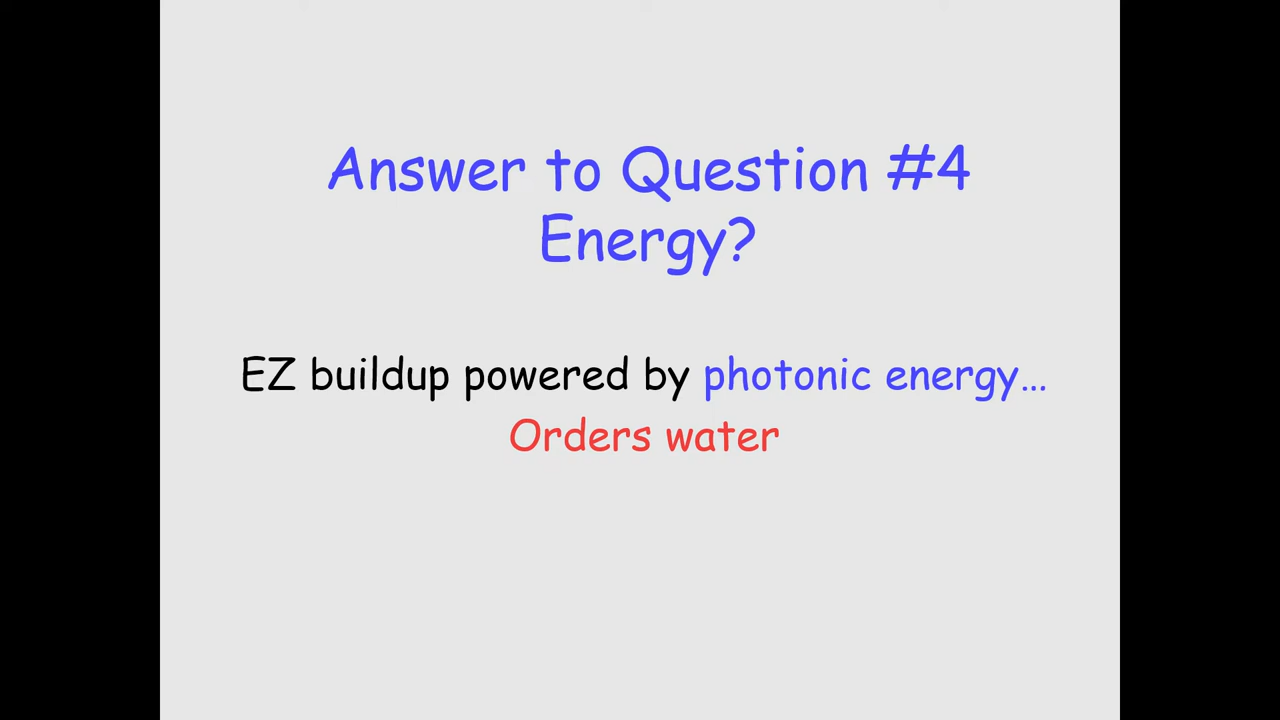 Answer to Question #4
Energy?
EZ buildup powered by photonic energy…
Orders water